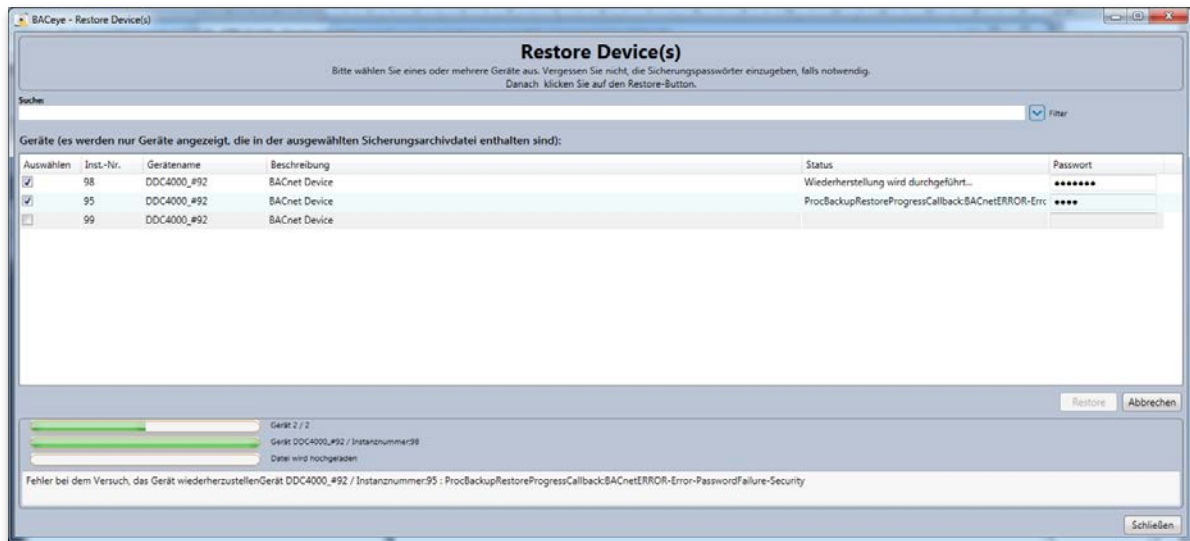 BACeye - Restore Device(s)
Restore Device(s)
Bitte wählen Sie eines oder mehrere Geräte aus. Vergessen Sie nicht, die Sicherungspasswörter einzugeben, falls notwendig.
Danach klicken Sie auf den Restore-Button.
Suche:
Filter
Geräte (es werden nur Geräte angezeigt, die in der ausgewählten Sicherungsarchivdatei enthalten sind):
Auswählen Inst.-Nr. Gerätename Beschreibung Status Passwort
98 DDC4000_#92 BACnet Device Wiederherstellung wird durchgeführt... •••••••
95 DDC4000_#92 BACnet Device ProcBackupRestoreProgressCallback:BACnetERROR-Errc ••••
99 DDC4000_#92 BACnet Device
Restore Abbrechen
Gerät 2 / 2
Gerät DDC4000_#92 / Instanznummer:98
Datei wird hochgeladen
Fehler bei dem Versuch, das Gerät wiederherzustellenGerät DDC4000_#92 / Instanznummer:95 : ProcBackupRestoreProgressCallback:BACnetERROR-Error-PasswordFailure-Security
Schließen